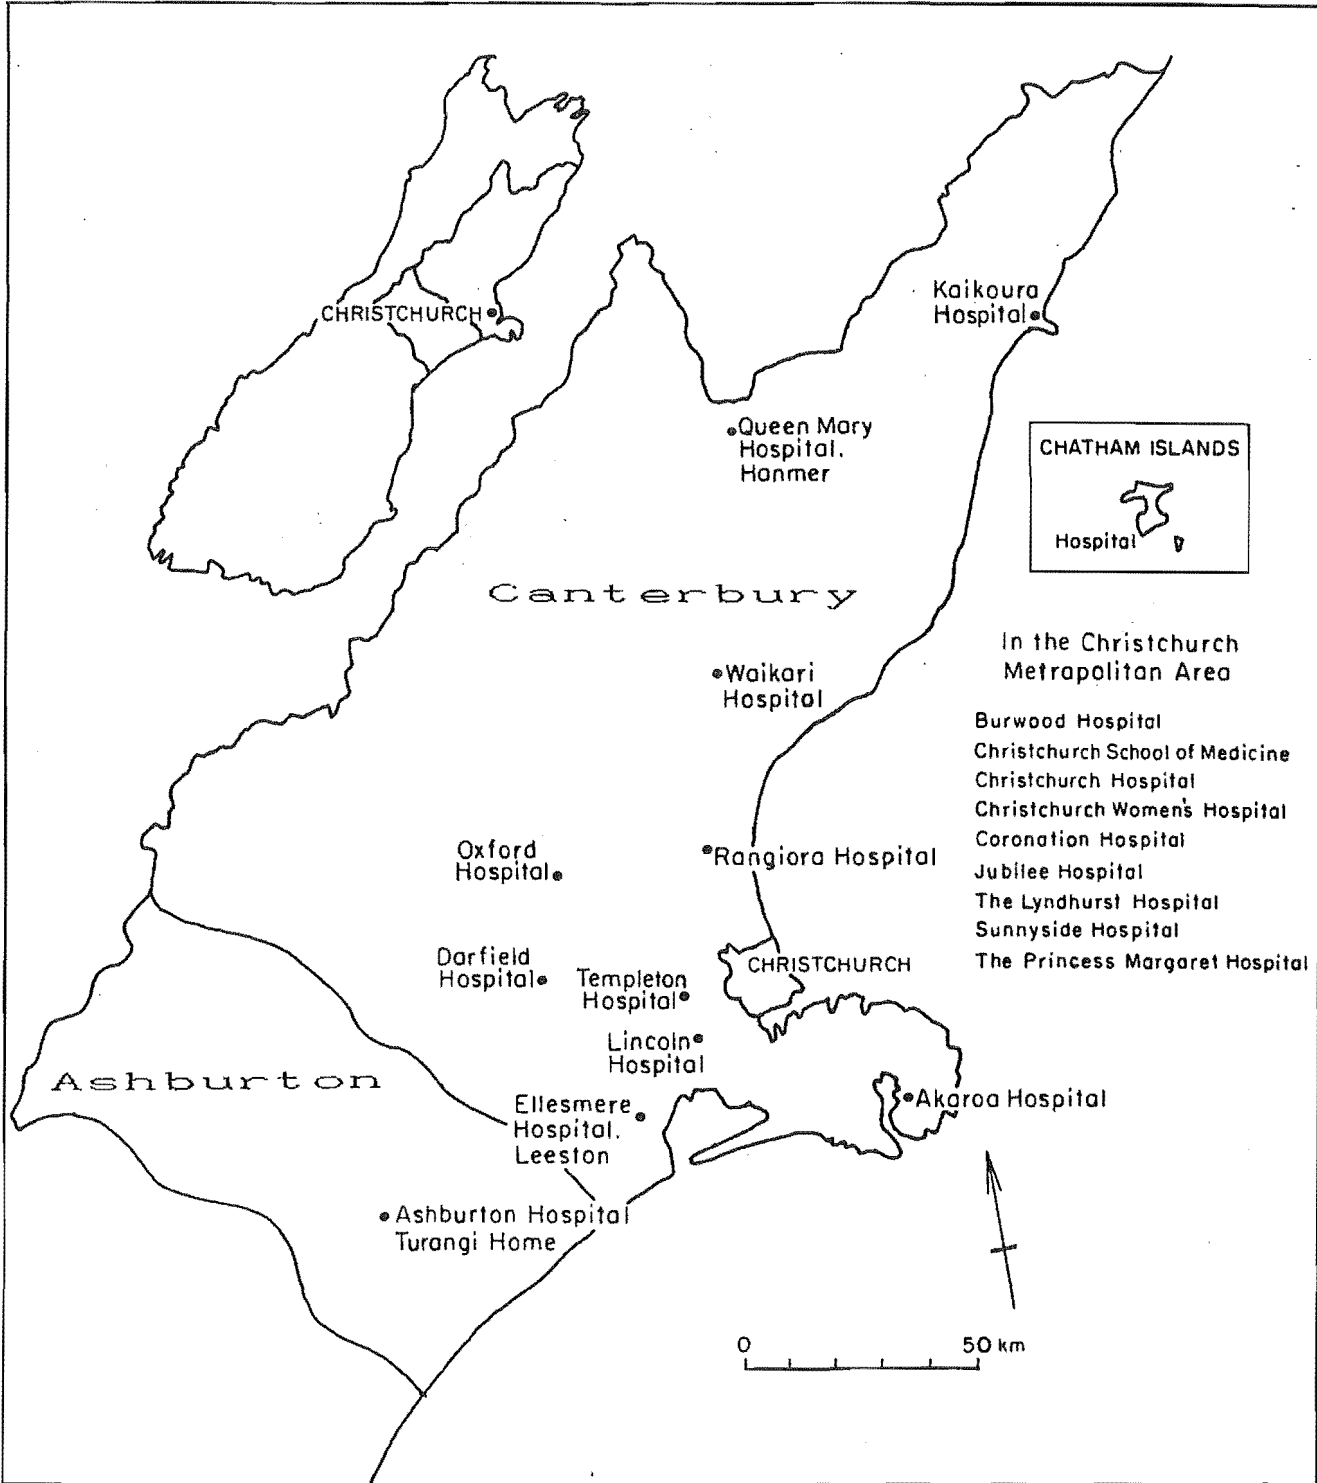 CHRISTCHURCH
Kaikoura
Hospital
Queen Mary
Hospital.
Hanmer
CHATHAM ISLANDS
Hospital
Canterbury
In the Christchurch
Metropolitan Area
Waikari
Hospital
Burwood Hospital
Christchurch School of Medicine
Christchurch Hospital
Christchurch Women's Hospital
Coronation Hospital
Jubilee Hospital
The Lyndhurst Hospital
Sunnyside Hospital
The Princess Margaret Hospital
Oxford
Hospital
Rangiora Hospital
Darfield
Hospital
Templeton
Hospital
CHRISTCHURCH
Lincoln
Hospital
Ashburton
Ellesmere
Hospital.
Leeston
Akaroa Hospital
Ashburton Hospital
Turangi Home
0 50 km